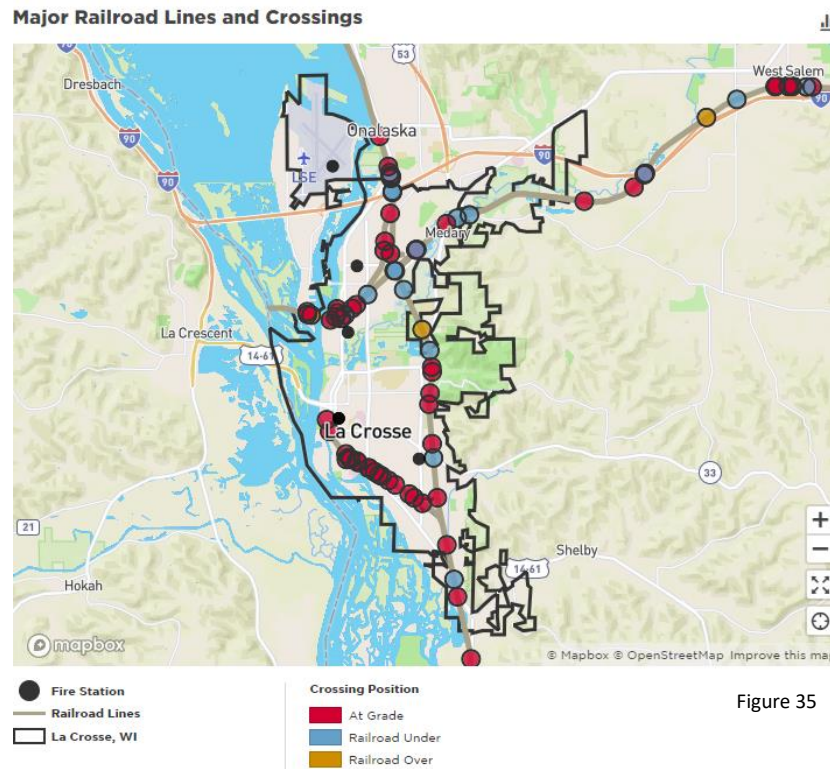 Major Railroad Lines and Crossings
53
90
West Salem
Dresbach
90
Onalaska
90
LSE
90
90
Medary
La Crescent
14-61
La Crosse
33
21
Shelby
14-61
Hokah
mapbox
© Mapbox © OpenStreetMap Improve this map
Fire Station
Railroad Lines
La Crosse, WI
Crossing Position
At Grade
Railroad Under
Railroad Over
Figure 35